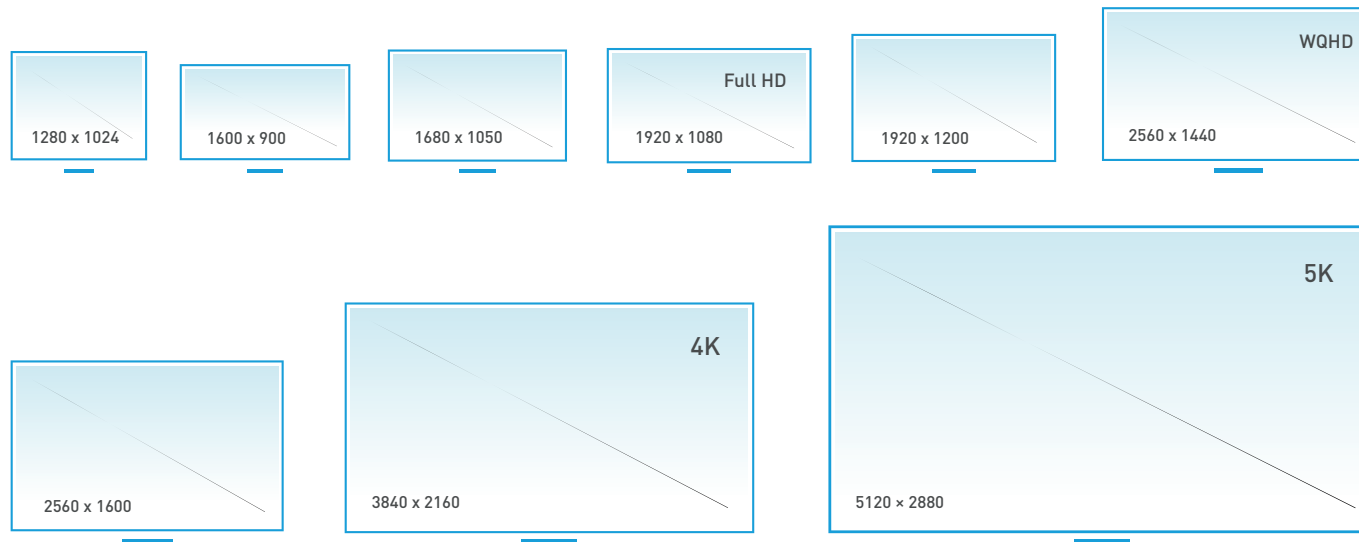 1280 x 1024
1600 x 900
1680 x 1050
Full HD
1920 x 1080
1920 x 1200
WQHD
2560 x 1440
2560 x 1600
4K
3840 x 2160
5K
5120 × 2880